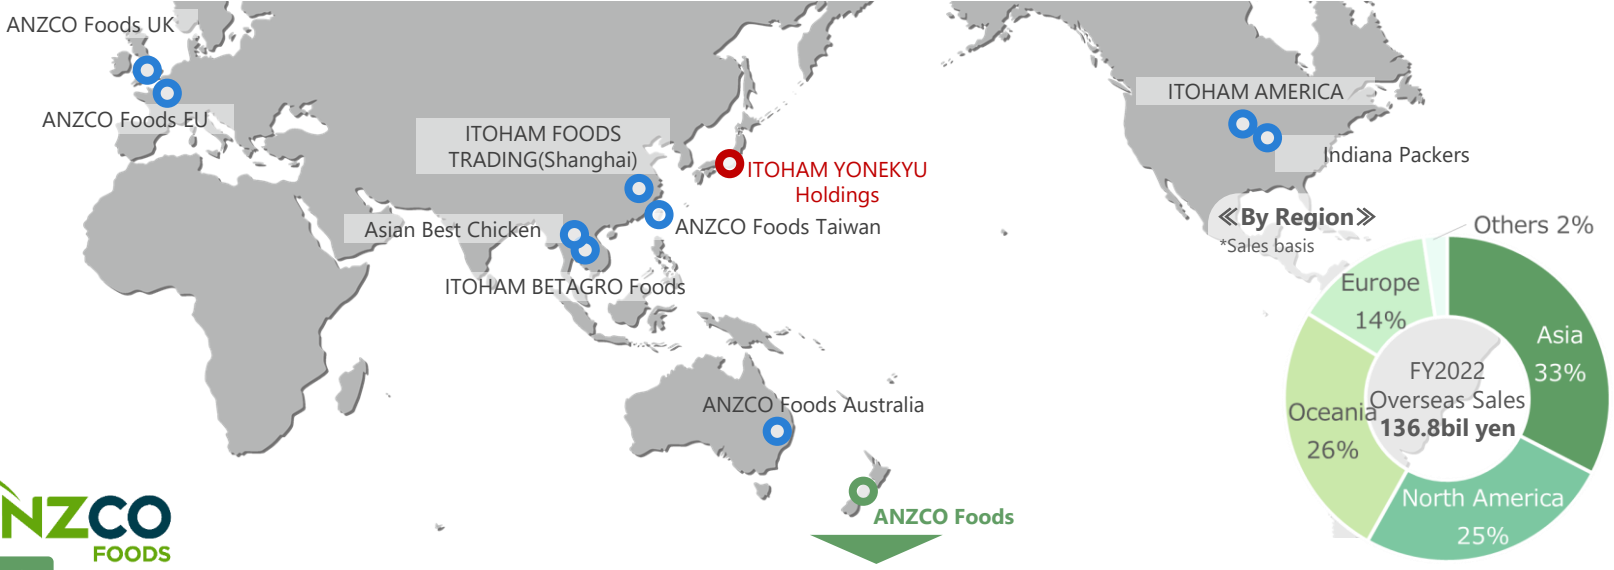 ANZCO Foods UK
ANZCO Foods EU
ITOHAM FOODS
TRADING(Shanghai)
ITOHAM YONEKYU
Holdings
Asian Best Chicken
ANZCO Foods Taiwan
ITOHAM BETAGRO Foods
ANZCO Foods Australia
ANZCO Foods
ITOHAM AMERICA
Indiana Packers
≪By Region≫
*Sales basis
Others 2%
Europe
14%
Asia
33%
FY2022
Overseas Sales
136.8bil yen
Oceania
26%
North America
25%
NZCO
FOODS